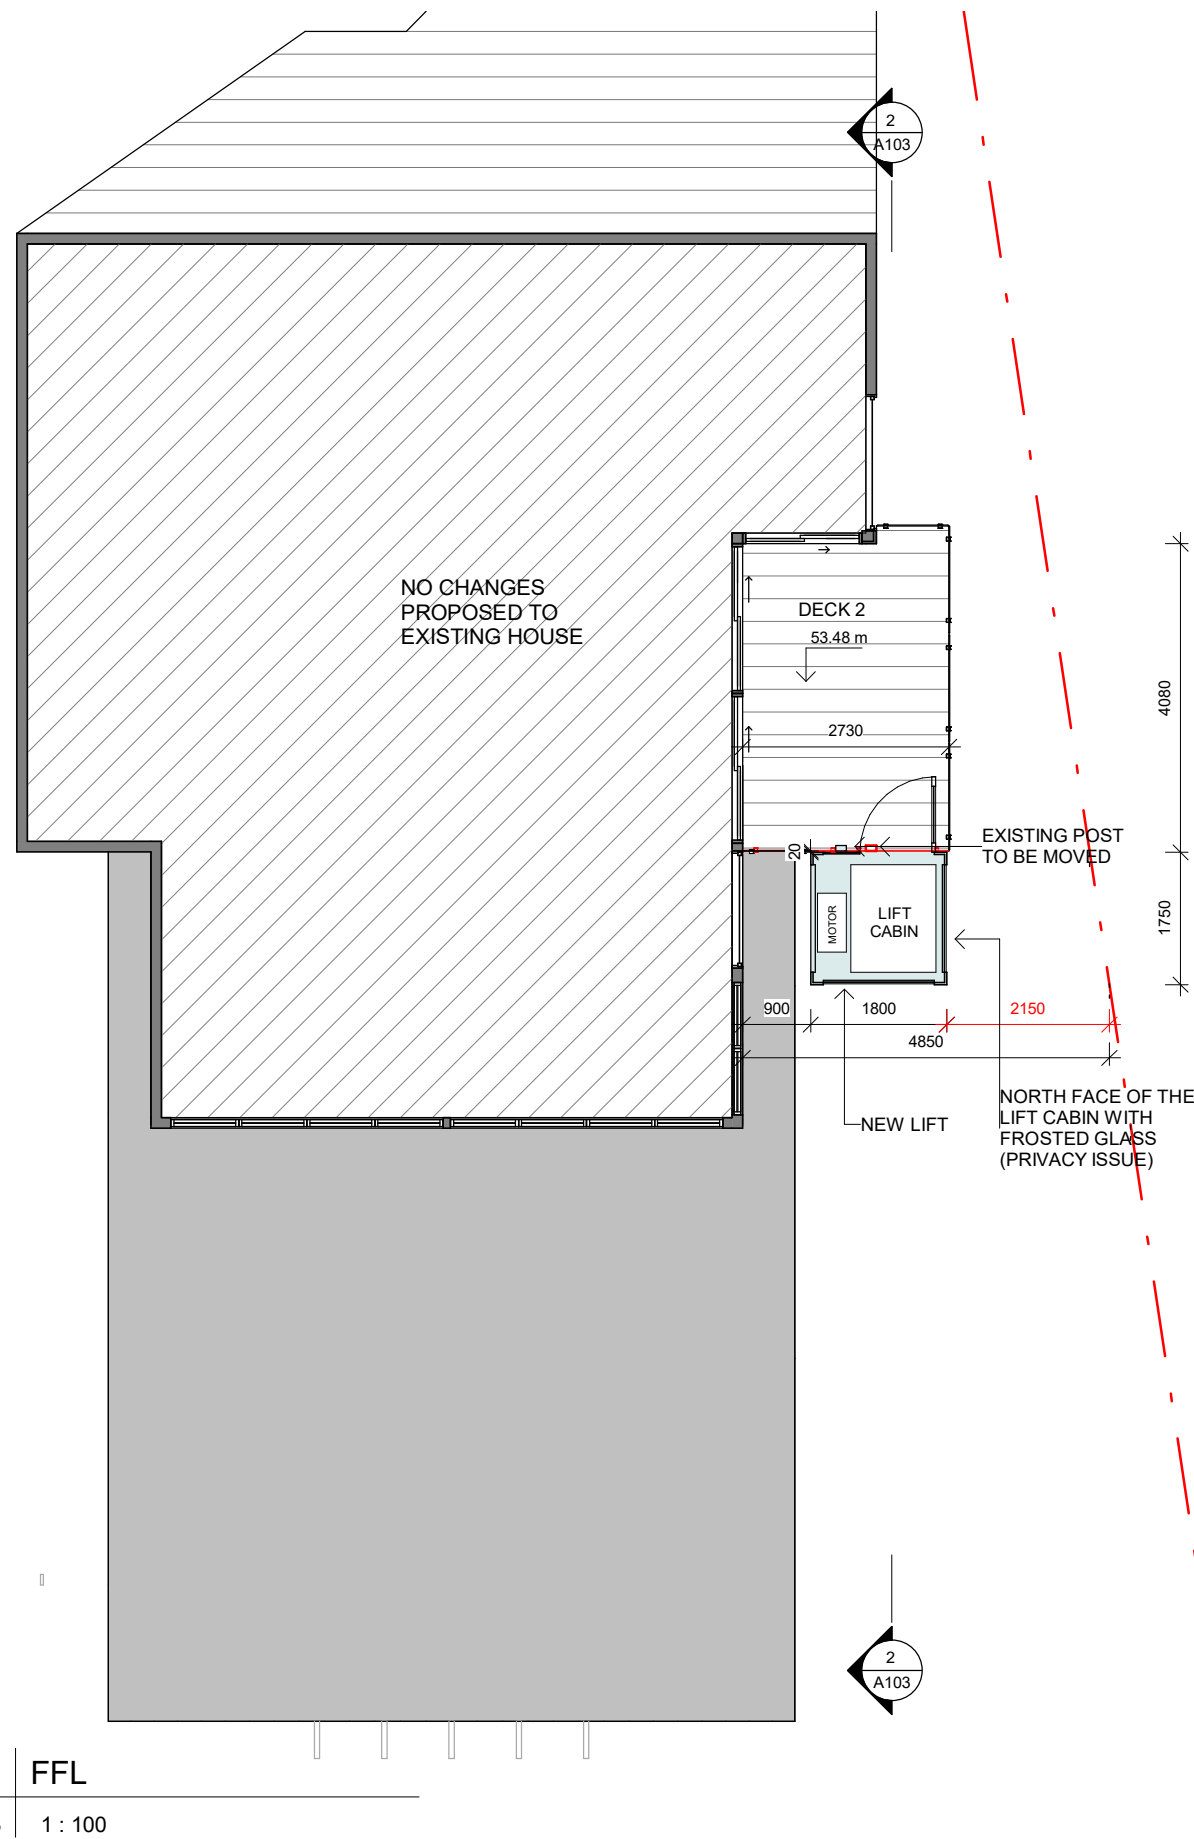 2
A103
NO CHANGES
PROPOSED TO
EXISTING HOUSE
DECK 2
53.48 m
4080
2730
EXISTING POST
TO BE MOVED
20
MOTOR
LIFT
CABIN
1750
900
1800
2150
4850
NORTH FACE OF THE
LIFT CABIN WITH
FROSTED GLASS
(PRIVACY ISSUE)
NEW LIFT
2
A103
FFL
1 : 100